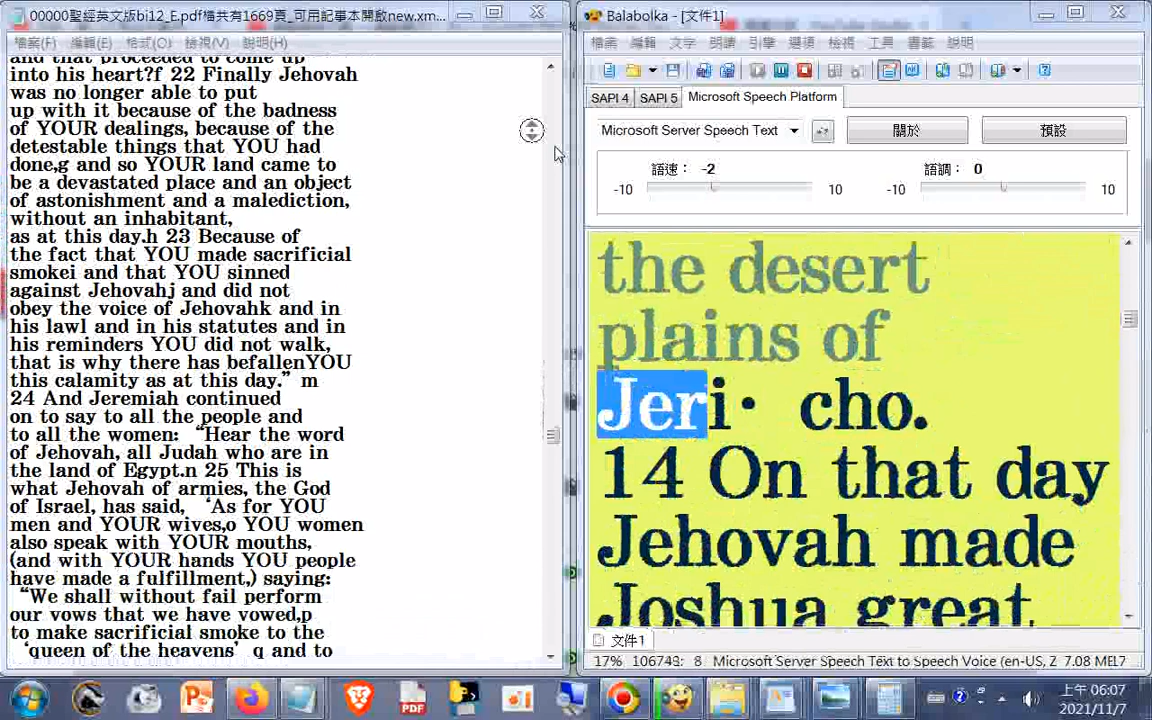 00000聖經英文版bi12_E.pdf檔共有1669頁_可用記事本開啟new.xm...
檔案(F) 編輯(E) 格式(O) 檢視(V) 說明(H)
and that proceeded to come up
into his heart?f 22 Finally Jehovah
was no longer able to put
up with it because of the badness
of YOUR dealings, because of the
detestable things that YOU had
done,g and so YOUR land came to
be a devastated place and an object
of astonishment and a malediction,
without an inhabitant,
as at this day.h 23 Because of
the fact that YOU made sacrificial
smokei and that YOU sinned
against Jehovahj and did not
obey the voice of Jehovahk and in
his lawl and in his statutes and in
his reminders YOU did not walk,
that is why there has befallenYOU
this calamity as at this day.” m
24 And Jeremiah continued
on to say to all the people and
to all the women: “Hear the word
of Jehovah, all Judah who are in
the land of Egypt.n 25 This is
what Jehovah of armies, the God
of Israel, has said, ‘As for YOU
men and YOUR wives,o YOU women
also speak with YOUR mouths,
(and with YOUR hands YOU people
have made a fulfillment,) saying:
“We shall without fail perform
our vows that we have vowed,p
to make sacrificial smoke to the
‘queen of the heavens’ q and to
Balabolka - [文件1]
檔案 編輯 文字 朗讀 引擎 選項 檢視 工具 書籤 說明
SAPI 4 SAPI 5 Microsoft Speech Platform
Microsoft Server Speech Text 關於 預設
語速： -2 語調： 0
-10 10 -10 10
the desert
plains of
Jeri· cho.
14 On that day
Jehovah made
Joshua great
文件1
17% 106743: 8 Microsoft Server Speech Text to Speech Voice (en-US, Z 7.08 МЕ
PDF
上午 06:07
2021/11/7